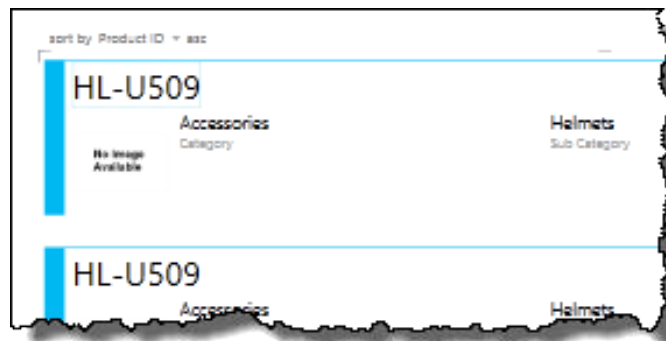 sort by Product ID asc
HL-U509
Accessories
Helmets
Category
Sub Category
No Image
Available
HL-U509
Accessories
Helmets